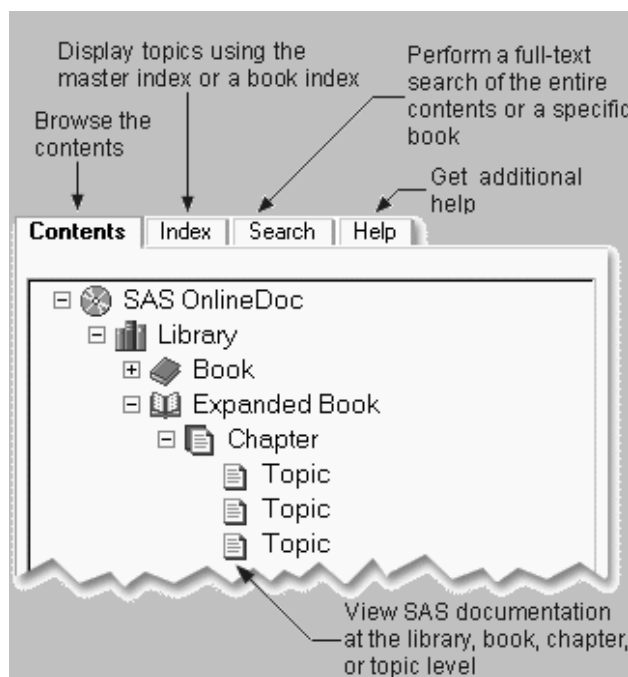 Display topics using the
master index or a book index
Perform a full-text
search of the entire
contents or a specific
book
Browse the
contents
Get additional
help
Contents Index Search Help
SAS OnlineDoc
Library
Book
Expanded Book
Chapter
Topic
Topic
Topic
View SAS documentation
at the library, book, chapter,
or topic level